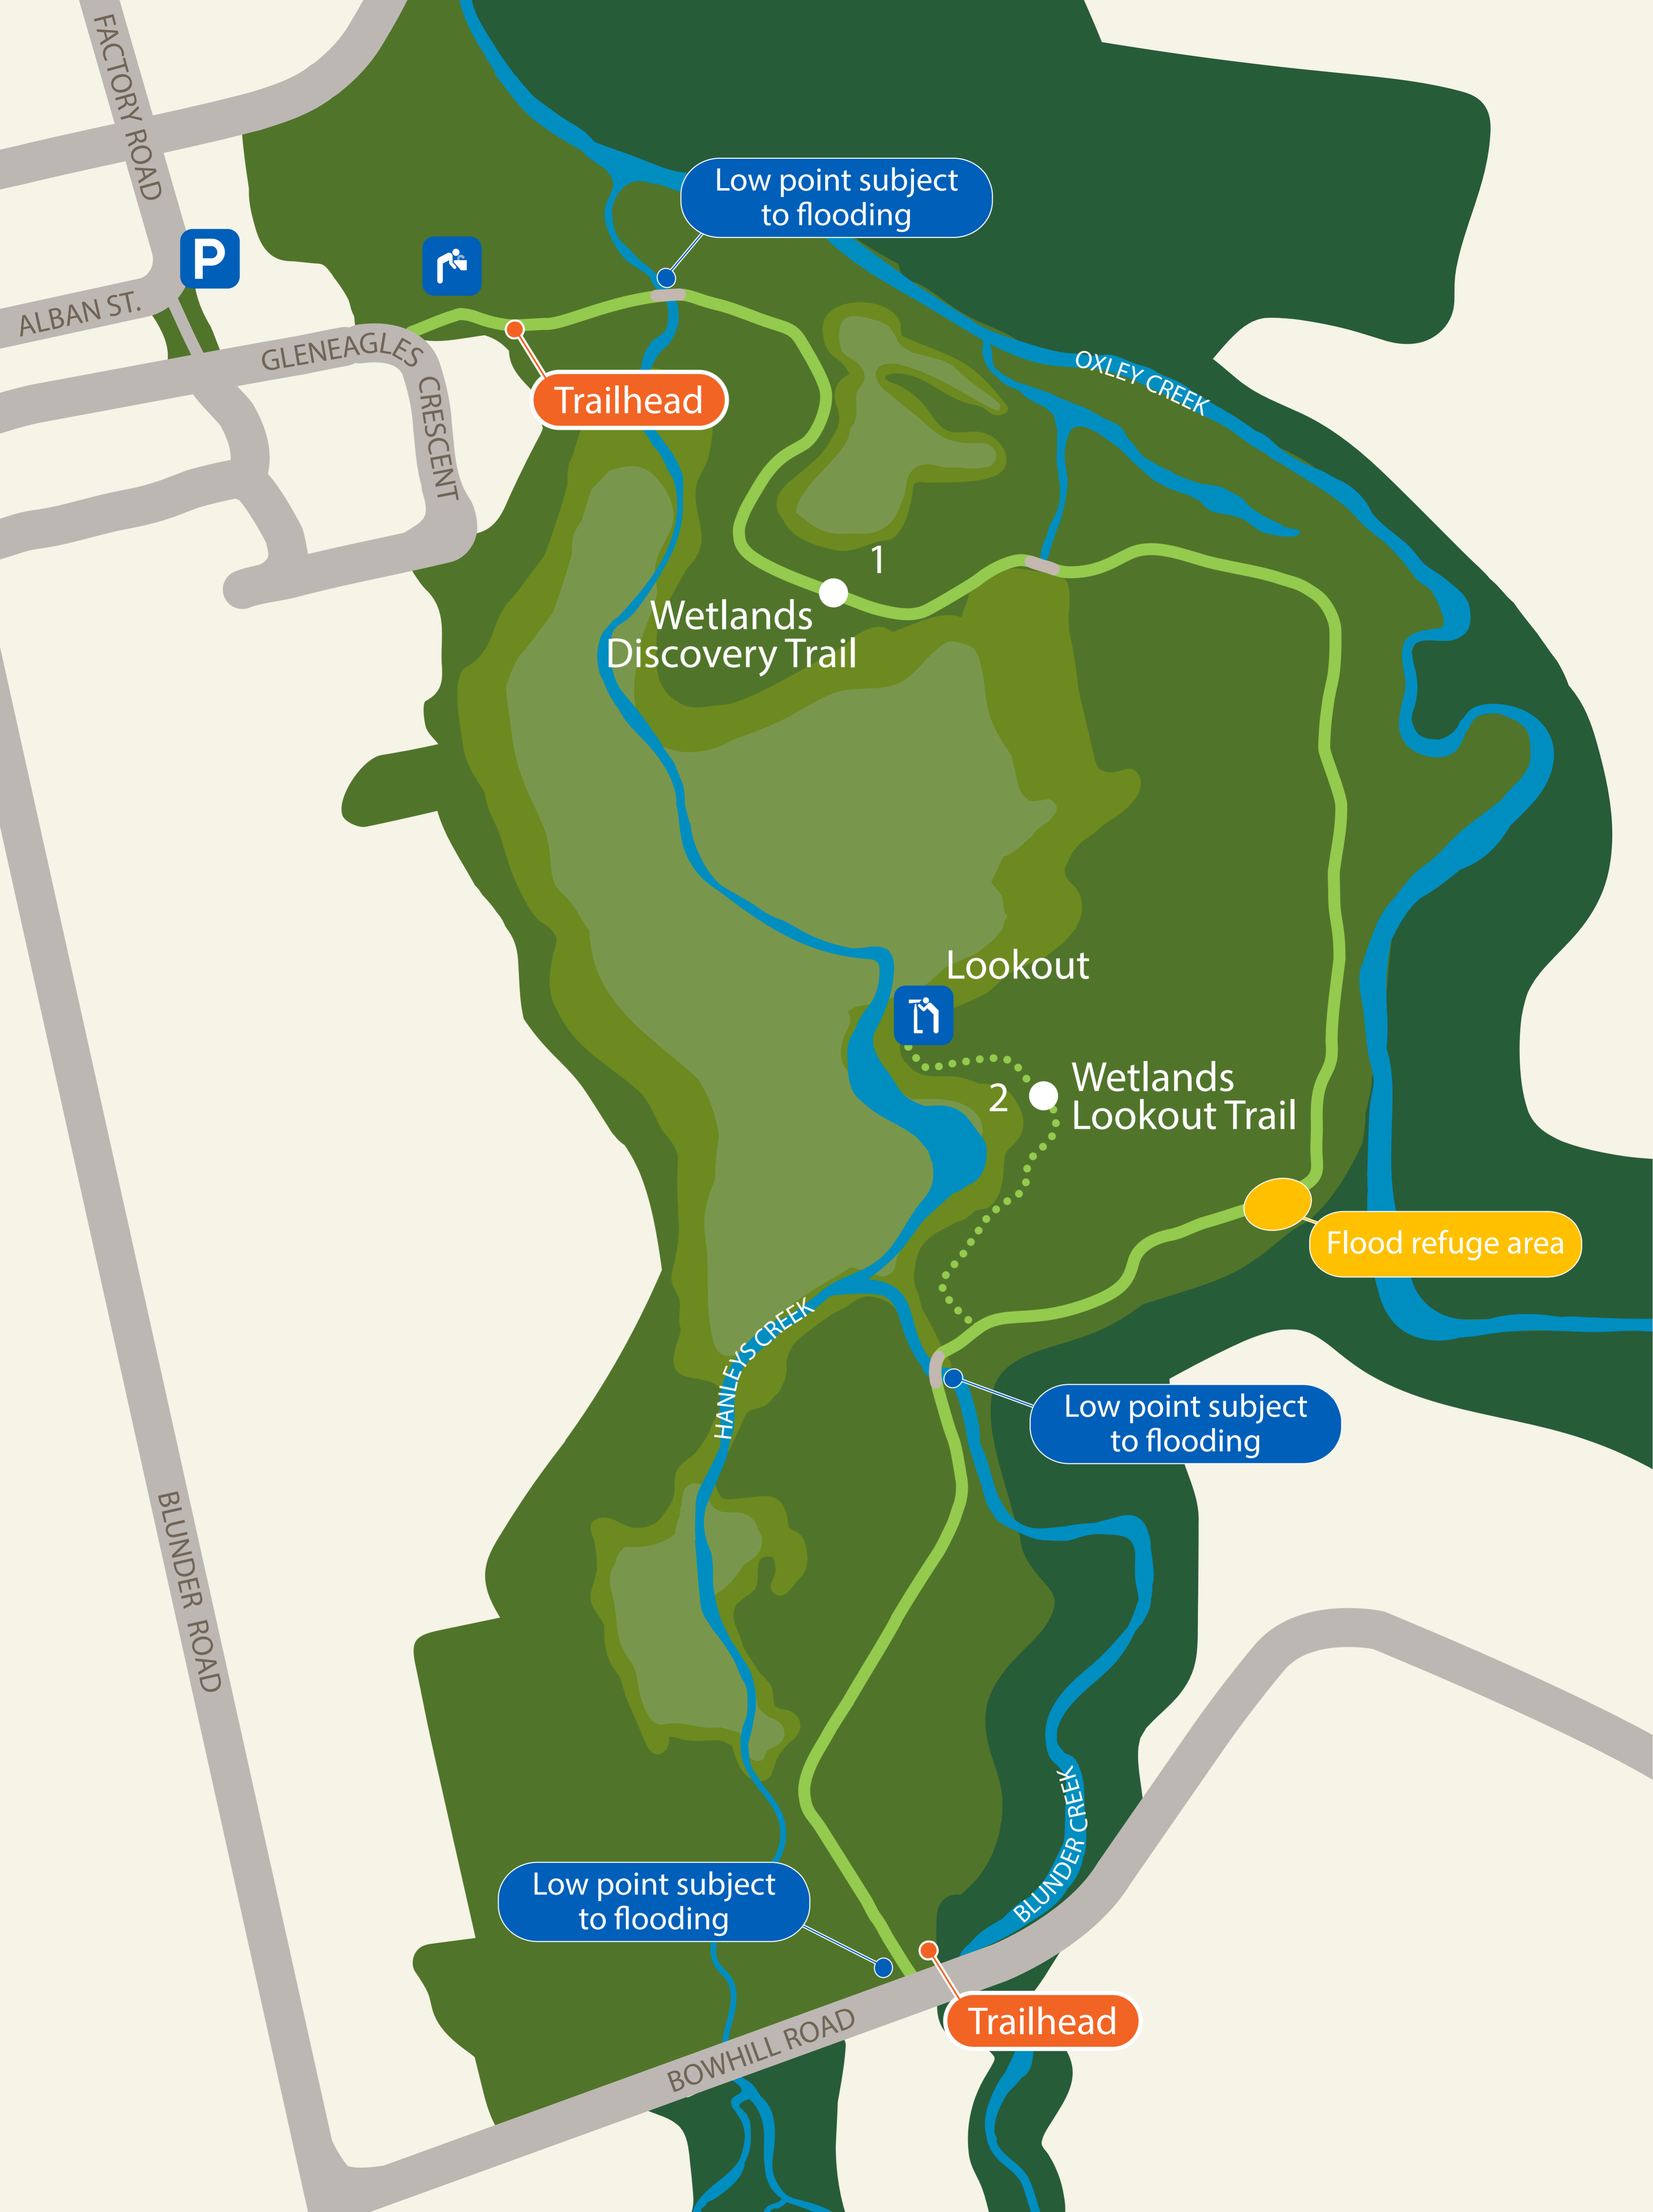 FACTORY ROAD
Low point subject
to flooding
P
ALBAN ST.
GLENEAGLES CRESCENT
OXLEY CREEK
Trailhead
1
Wetlands
Discovery Trail
Lookout
2
Wetlands
Lookout Trail
Flood refuge area
HANLEYS CREEK
Low point subject
to flooding
BLUNDER ROAD
BLUNDER CREEK
Low point subject
to flooding
Trailhead
BOWHILL ROAD